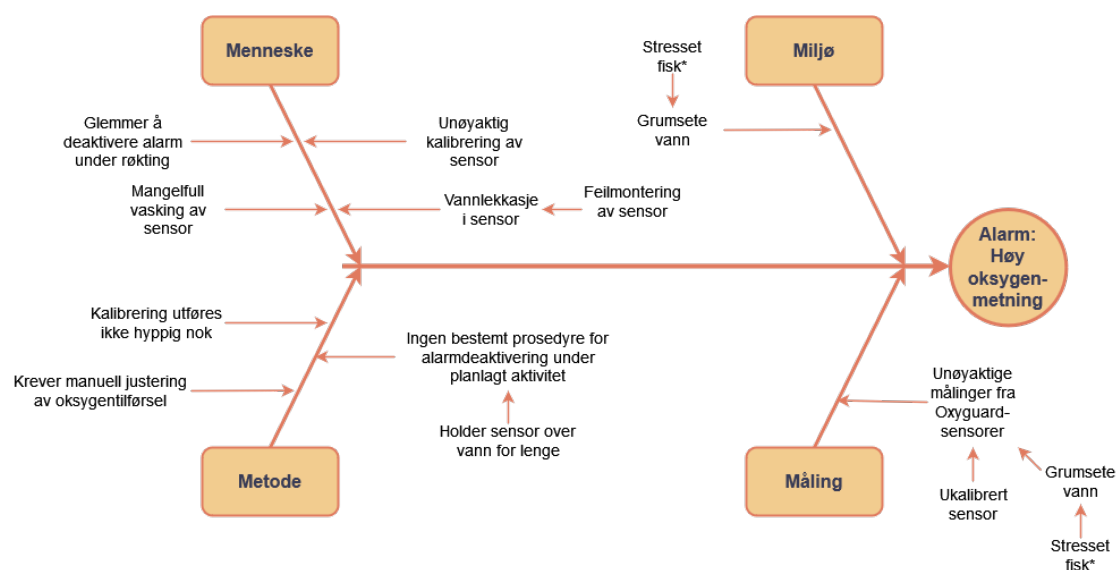 Menneske
Glemmer å
deaktivere alarm
under røkting
Unøyaktig
kalibrering av
sensor
Mangelfull
vasking av
sensor
Vannlekkasje
i sensor
Feilmontering
av sensor
Miljø
Stresset
fisk*
Grumsete
vann
Alarm:
Høy
oksygen-
metning
Kalibrering utføres
ikke hyppig nok
Ingen bestemt prosedyre for
alarmdeaktivering under
planlagt aktivitet
Krever manuell justering
av oksygentilførsel
Holder sensor over
vann for lenge
Metode
Unøyaktige
målinger fra
Oxyguard-
sensorer
Måling
Ukalibrert
sensor
Grumsete
vann
Stresset
fisk*